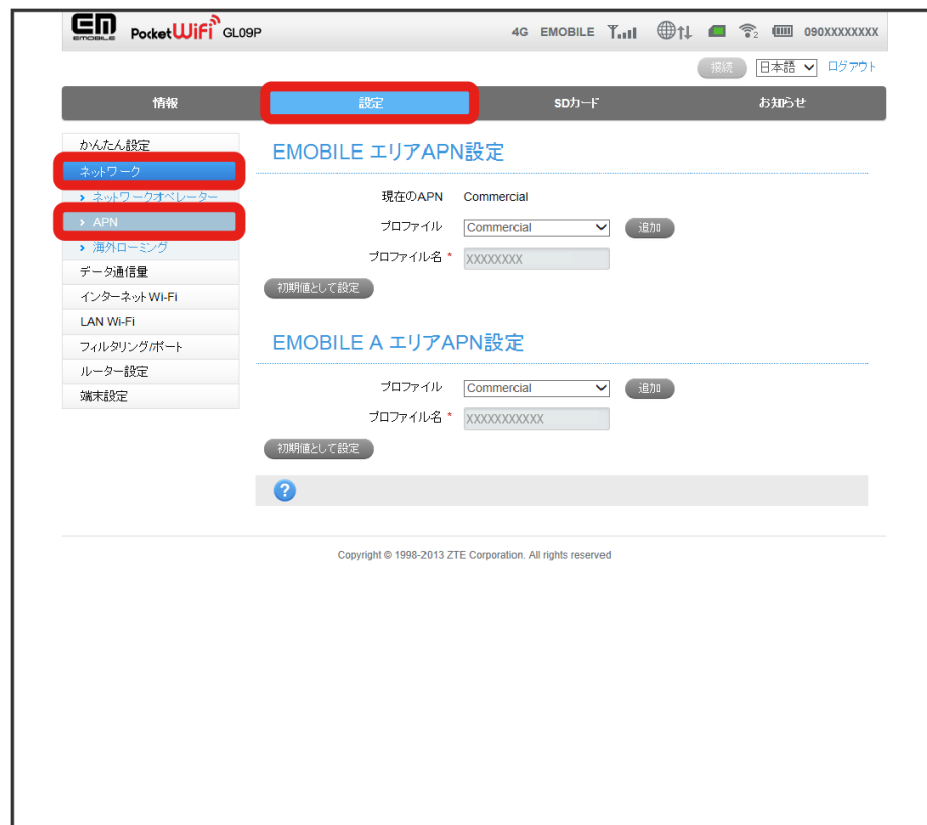 EM EMOBILE Pocket WiFi GL09P 4G EMOBILE 2 090XXXXXXXX
接続 日本語 ログアウト
情報 設定 SDカード お知らせ
かんたん設定
ネットワーク
› ネットワークオペレーター
› APN
› 海外ローミング
データ通信量
インターネットWi-Fi
LAN Wi-Fi
フィルタリング/ポート
ルーター設定
端末設定
EMOBILE エリアAPN設定
現在のAPN Commercial
プロファイル Commercial 追加
プロファイル名 * XXXXXXXX
初期値として設定
EMOBILE A エリアAPN設定
プロファイル Commercial 追加
プロファイル名 * XXXXXXXXXXX
初期値として設定
?
Copyright © 1998-2013 ZTE Corporation. All rights reserved